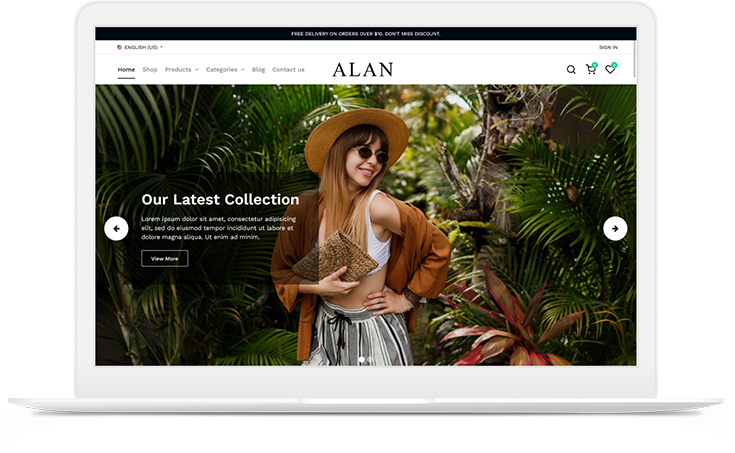 FREE DELIVERY ON ORDERS OVER $10. DON'T MISS DISCOUNT.
ENGLISH (US)
SIGN IN
Home Shop Products Categories Blog Contact us
ALAN
Our Latest Collection
Lorem ipsum dolor sit amet, consectetur adipisicing
elit, sed do eiusmod tempor incididunt ut labore et
dolore magna aliqua. Ut enim ad minim.
View More